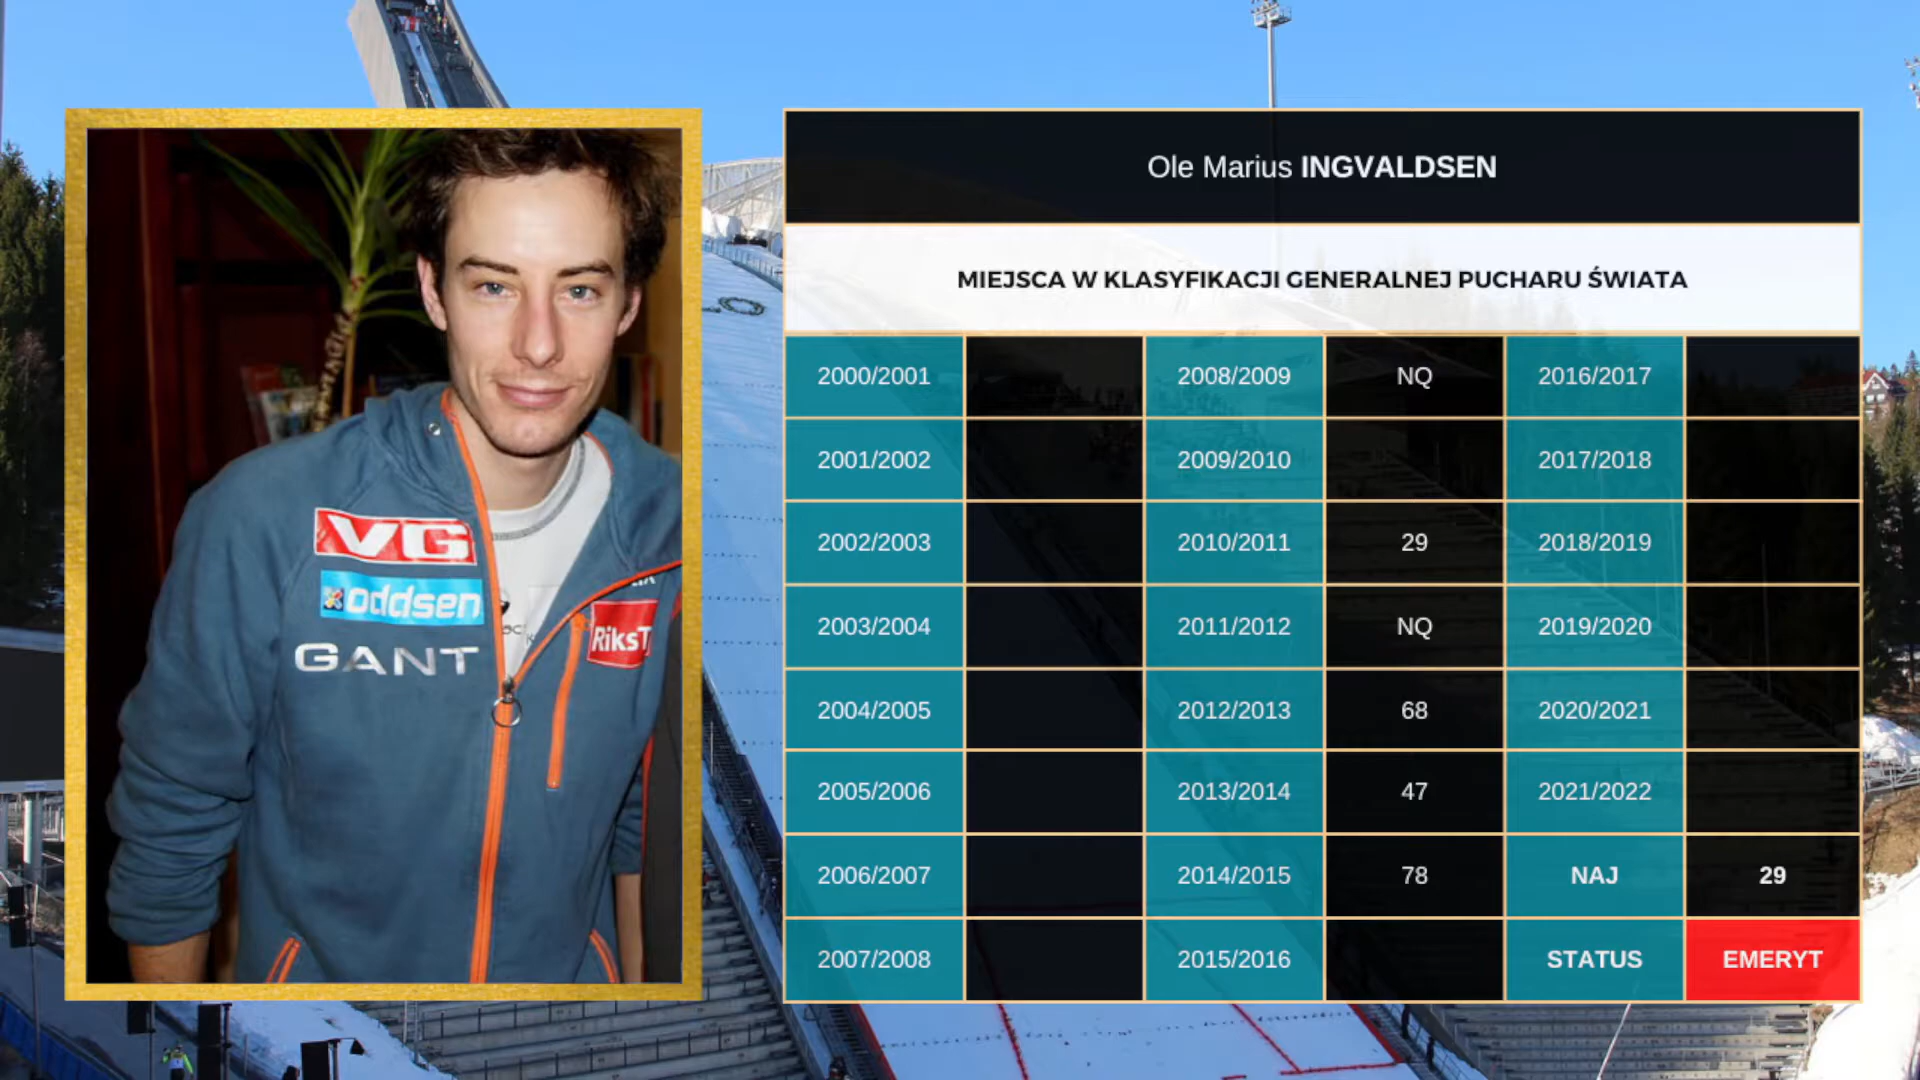 Ole Marius INGVALDSEN
MIEJSCA W KLASYFIKACJI GENERALNEJ PUCHARU ŚWIATA
2000/2001 2008/2009 NQ 2016/2017
2001/2002 2009/2010 2017/2018
2002/2003 2010/2011 29 2018/2019
2003/2004 2011/2012 NQ 2019/2020
2004/2005 2012/2013 68 2020/2021
2005/2006 2013/2014 47 2021/2022
2006/2007 2014/2015 78 NAJ 29
2007/2008 2015/2016 STATUS EMERYT
VG
oddsen
GANT
RiksT